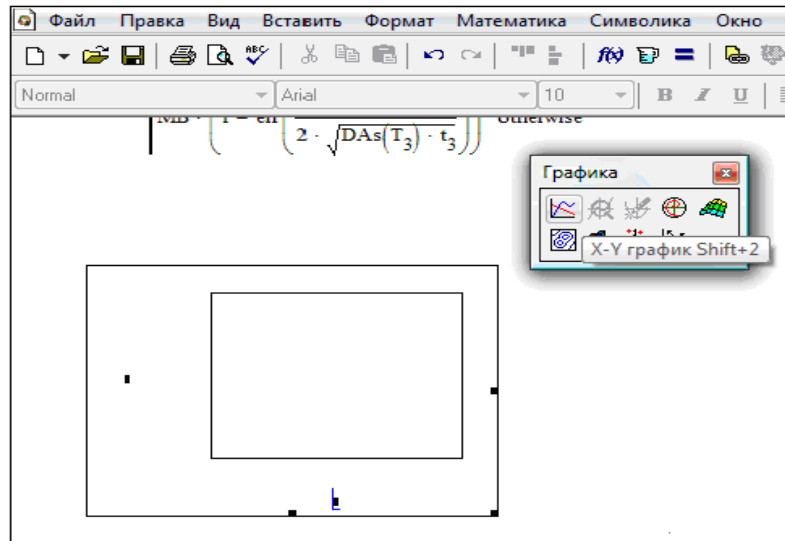 Файл Правка Вид Вставить Формат Математика Символика Окно
ABC
f(x)
Normal Arial 10 B I U
2 · √DAs(T3) · t3
Графика
X-Y график Shift+2